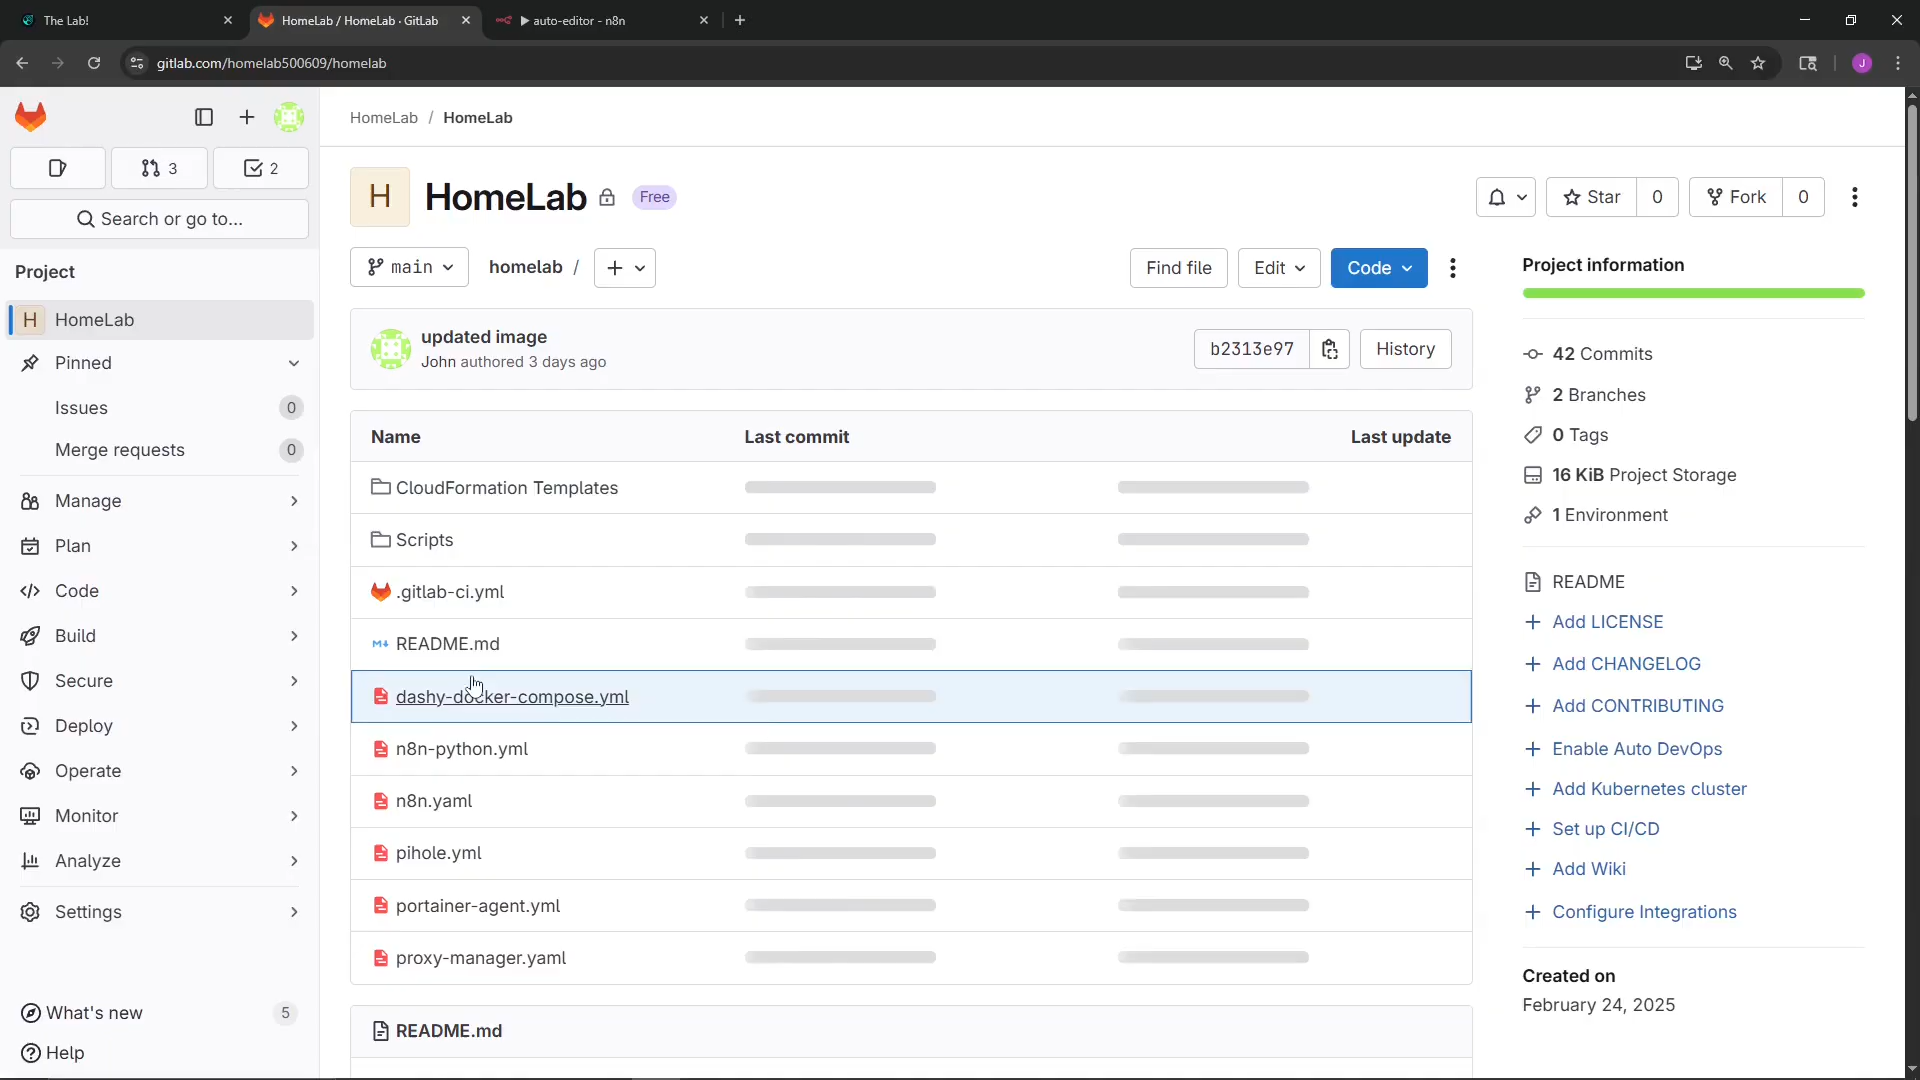 The Lab!
HomeLab / HomeLab · GitLab
▶ auto-editor - n8n
gitlab.com/homelab500609/homelab
J
3
2
Search or go to...
Project
H HomeLab
Pinned
Issues 0
Merge requests 0
Manage
Plan
Code
Build
Secure
Deploy
Operate
Monitor
Analyze
Settings
What's new 5
Help
HomeLab / HomeLab
H HomeLab Free
Star 0 Fork 0
main homelab / Find file Edit Code
updated image
John authored 3 days ago
b2313e97 History
Name Last commit Last update
CloudFormation Templates
Scripts
.gitlab-ci.yml
README.md
dashy-docker-compose.yml
n8n-python.yml
n8n.yaml
pihole.yml
portainer-agent.yml
proxy-manager.yaml
README.md
Project information
42 Commits
2 Branches
0 Tags
16 KiB Project Storage
1 Environment
README
Add LICENSE
Add CHANGELOG
Add CONTRIBUTING
Enable Auto DevOps
Add Kubernetes cluster
Set up CI/CD
Add Wiki
Configure Integrations
Created on
February 24, 2025